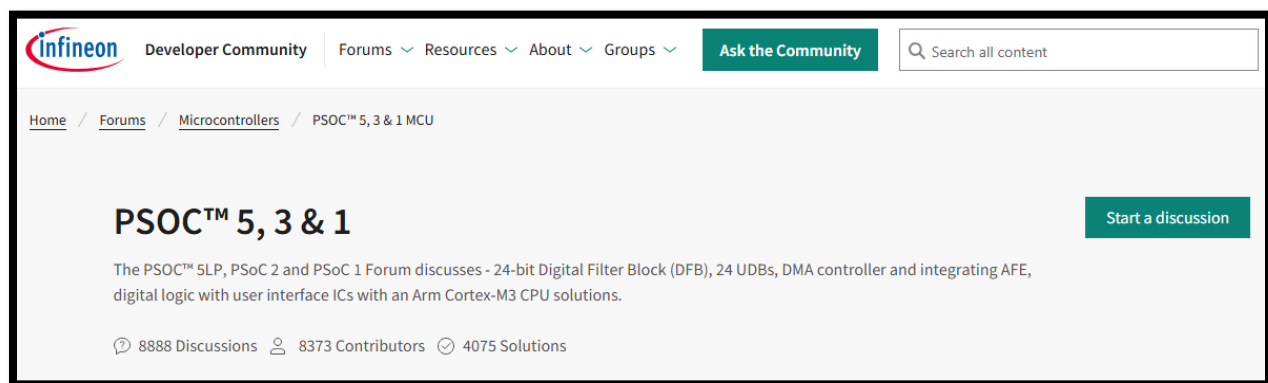 infineon Developer Community Forums Resources About Groups Ask the Community Search all content
Home / Forums / Microcontrollers / PSOC™ 5, 3 & 1 MCU
PSOC™ 5, 3 & 1
Start a discussion
The PSOC™ 5LP, PSoC 2 and PSoC 1 Forum discusses - 24-bit Digital Filter Block (DFB), 24 UDBs, DMA controller and integrating AFE,
digital logic with user interface ICs with an Arm Cortex-M3 CPU solutions.
8888 Discussions 8373 Contributors 4075 Solutions